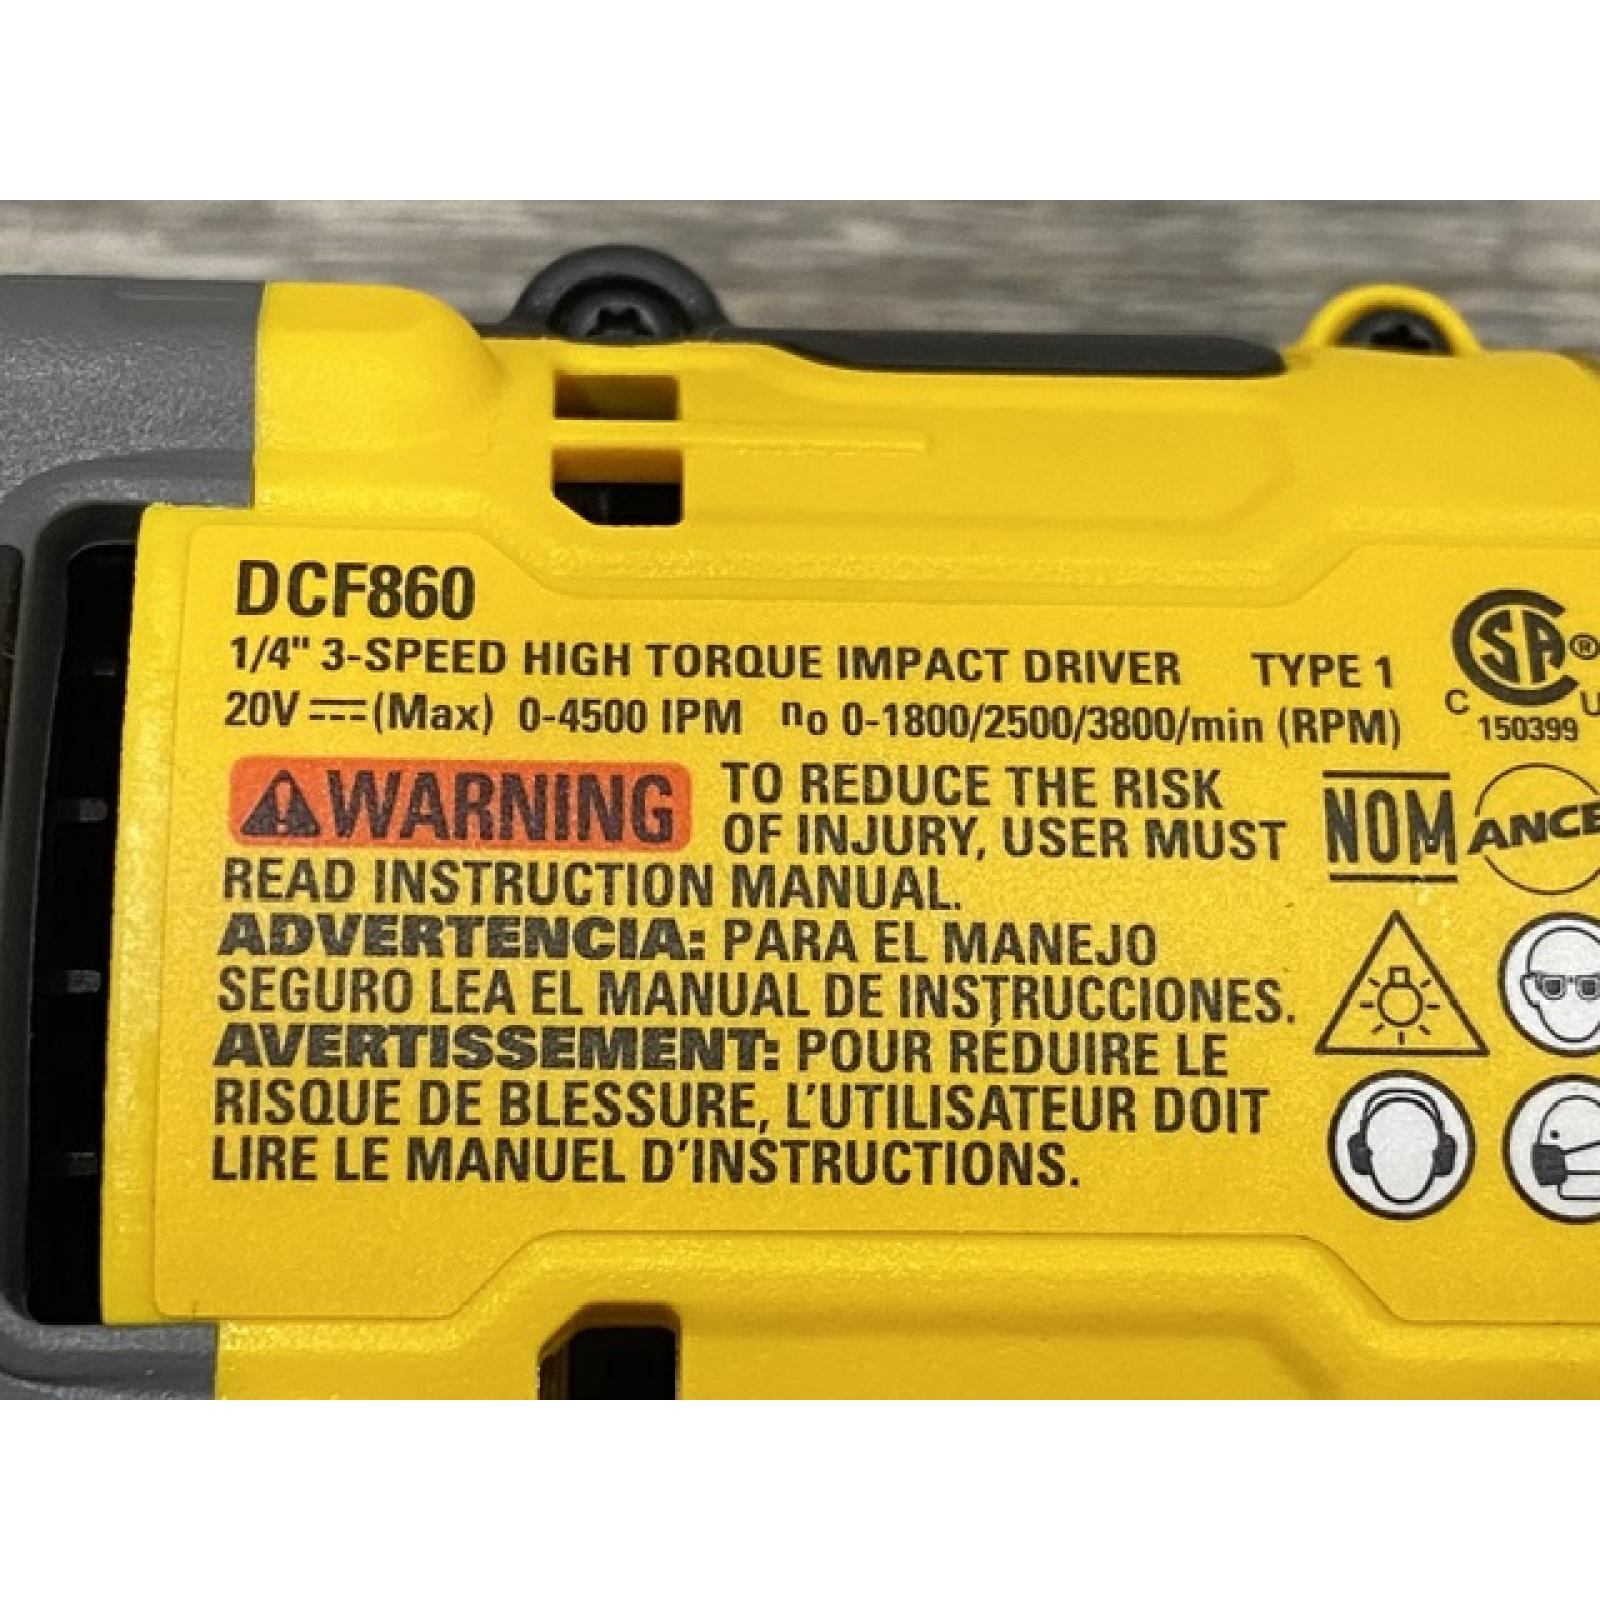 DCF860
1/4" 3-SPEED HIGH TORQUE IMPACT DRIVER TYPE 1
20V (Max) 0-4500 IPM no 0-1800/2500/3800/min (RPM)
WARNING TO REDUCE THE RISK
OF INJURY, USER MUST
READ INSTRUCTION MANUAL.
ADVERTENCIA: PARA EL MANEJO
SEGURO LEA EL MANUAL DE INSTRUCCIONES.
AVERTISSEMENT: POUR RÉDUIRE LE
RISQUE DE BLESSURE, L'UTILISATEUR DOIT
LIRE LE MANUEL D'INSTRUCTIONS.
CSA®
C U
150399
NOM ANCE